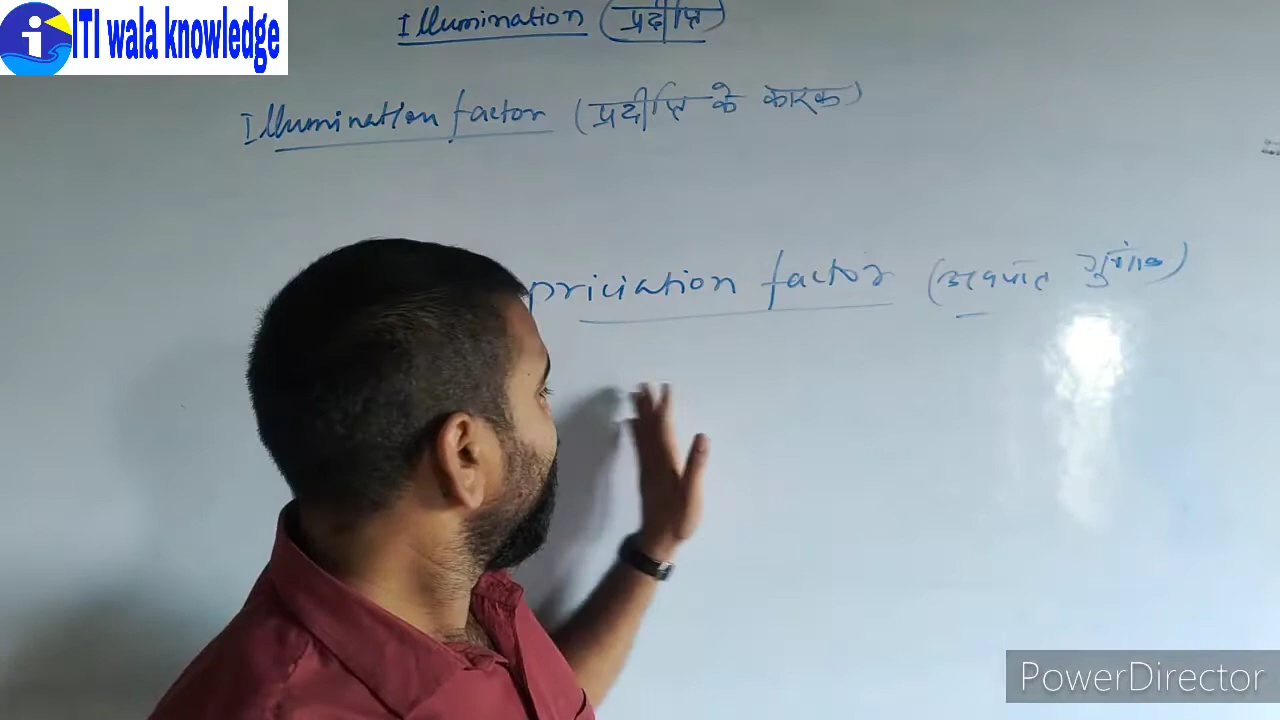 ITI wala knowledge
Illumination (प्रदीप्ति)
Illumination factor (प्रदीप्ति के कारक)
priciation factor (अवपात गुणांक)
PowerDirector